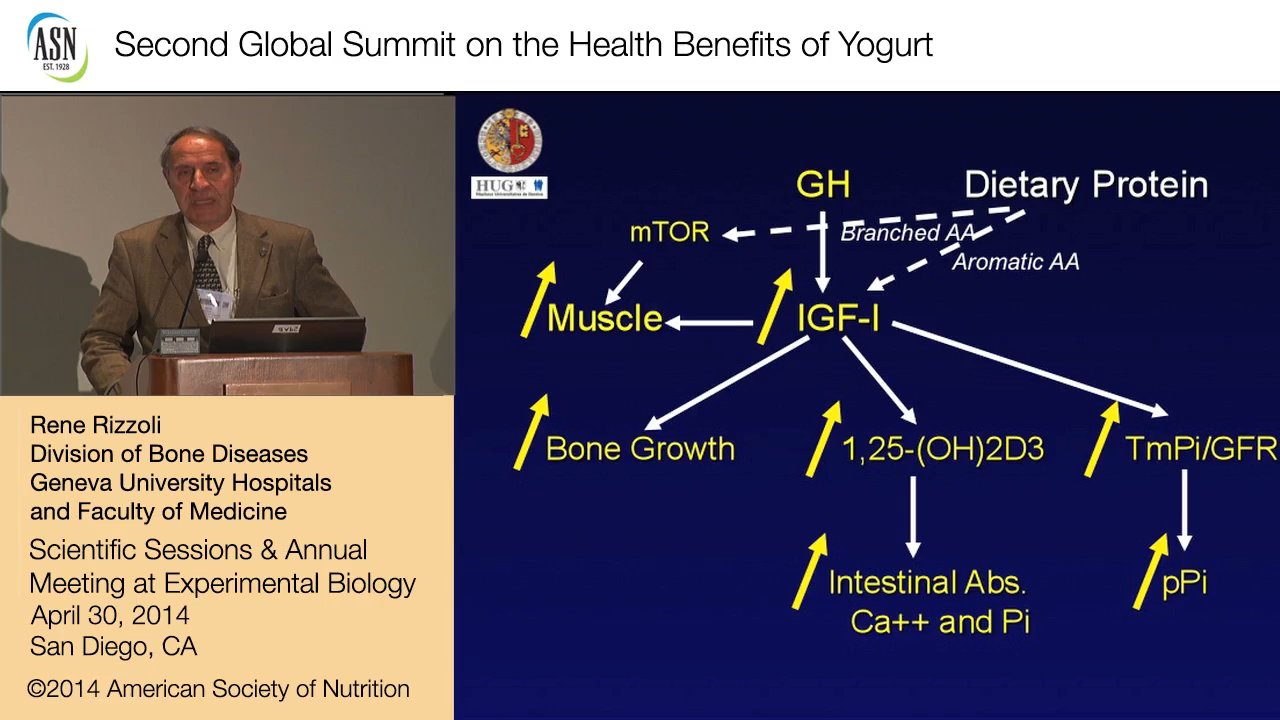 ASN
EST. 1928
Second Global Summit on the Health Benefits of Yogurt
HUG
GH
Dietary Protein
mTOR
Branched AA
Aromatic AA
Muscle
IGF-I
Bone Growth
1,25-(OH)2D3
TmPi/GFR
Intestinal Abs.
Ca++ and Pi
pPi
Rene Rizzoli
Division of Bone Diseases
Geneva University Hospitals
and Faculty of Medicine
Scientific Sessions & Annual
Meeting at Experimental Biology
April 30, 2014
San Diego, CA
©2014 American Society of Nutrition